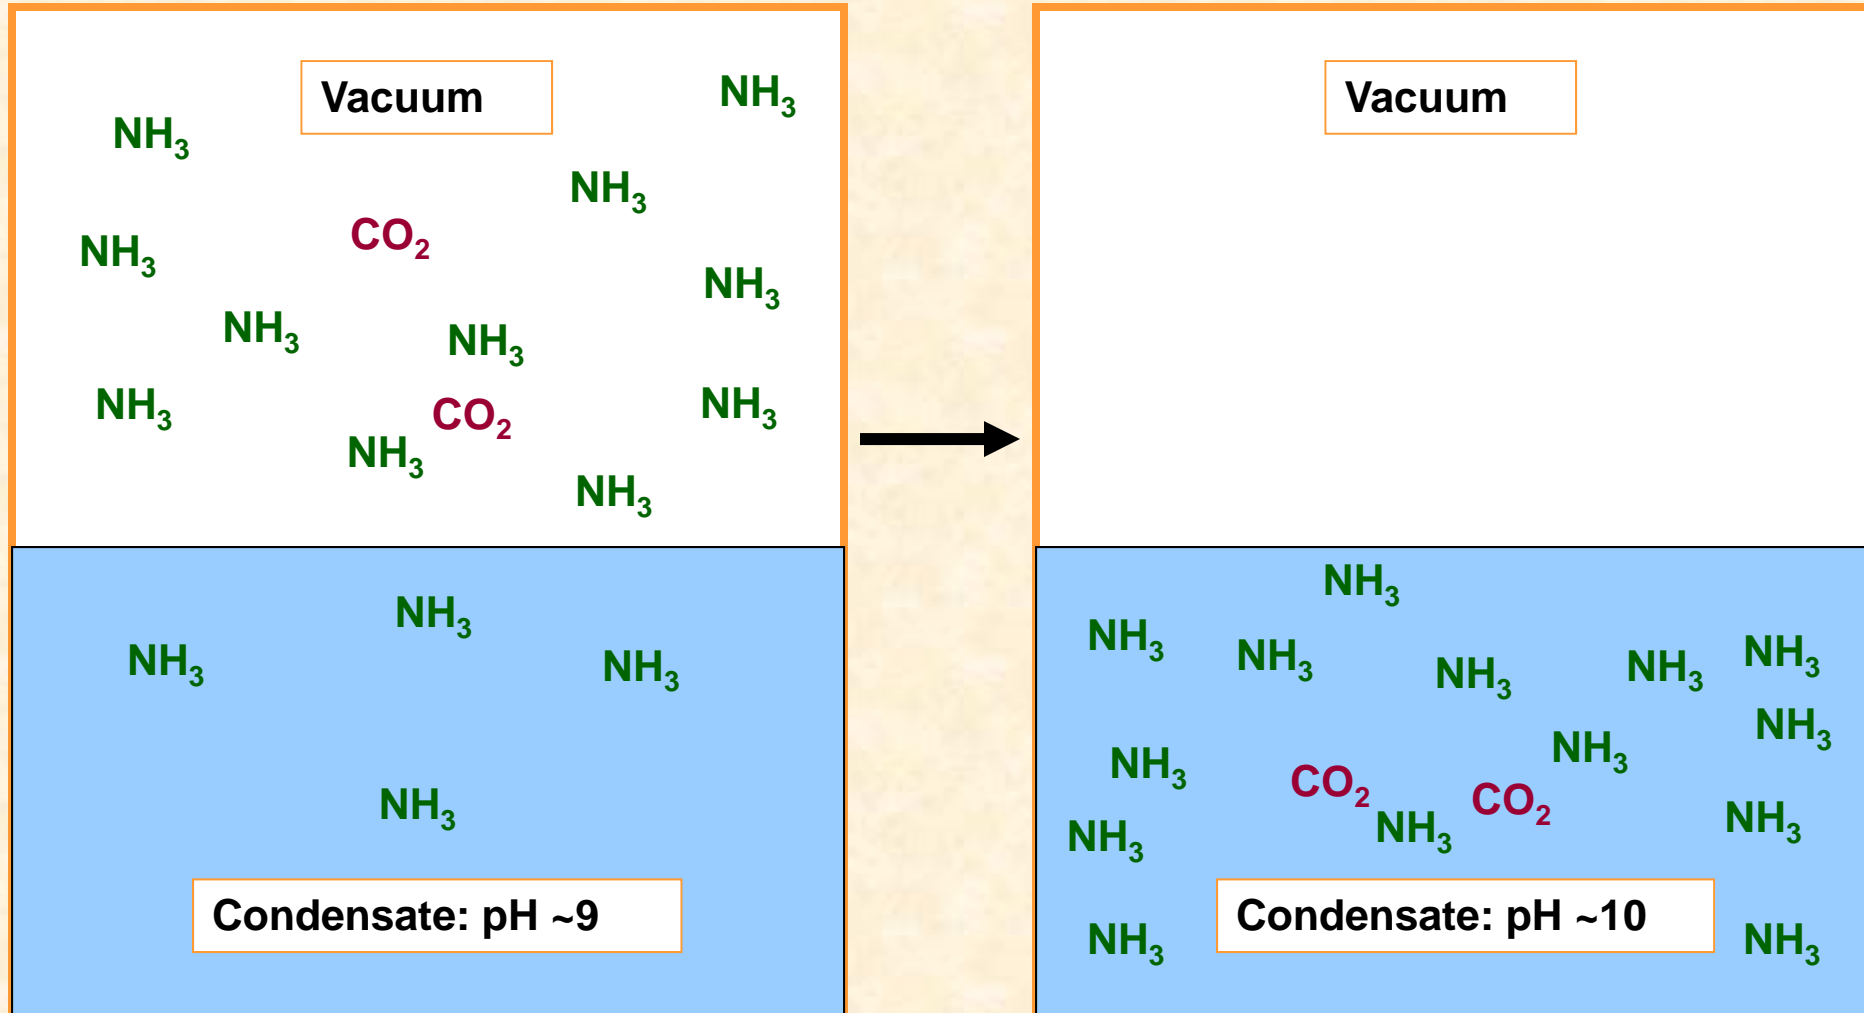 Vacuum
NH₃
NH₃
NH₃
CO₂
NH₃
NH₃
NH₃
NH₃
NH₃
CO₂
NH₃
NH₃
NH₃
NH₃
NH₃
NH₃
NH₃
Condensate: pH ~9
Vacuum
NH₃
NH₃
NH₃
NH₃
NH₃
NH₃
NH₃
NH₃
NH₃
CO₂
CO₂
NH₃
NH₃
NH₃
Condensate: pH ~10
NH₃
NH₃